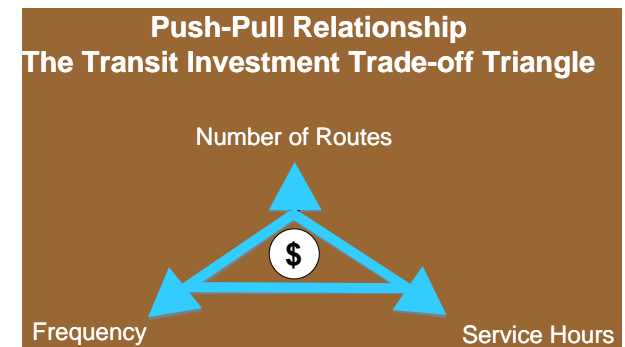 Push-Pull Relationship
The Transit Investment Trade-off Triangle
Number of Routes
$
Frequency
Service Hours